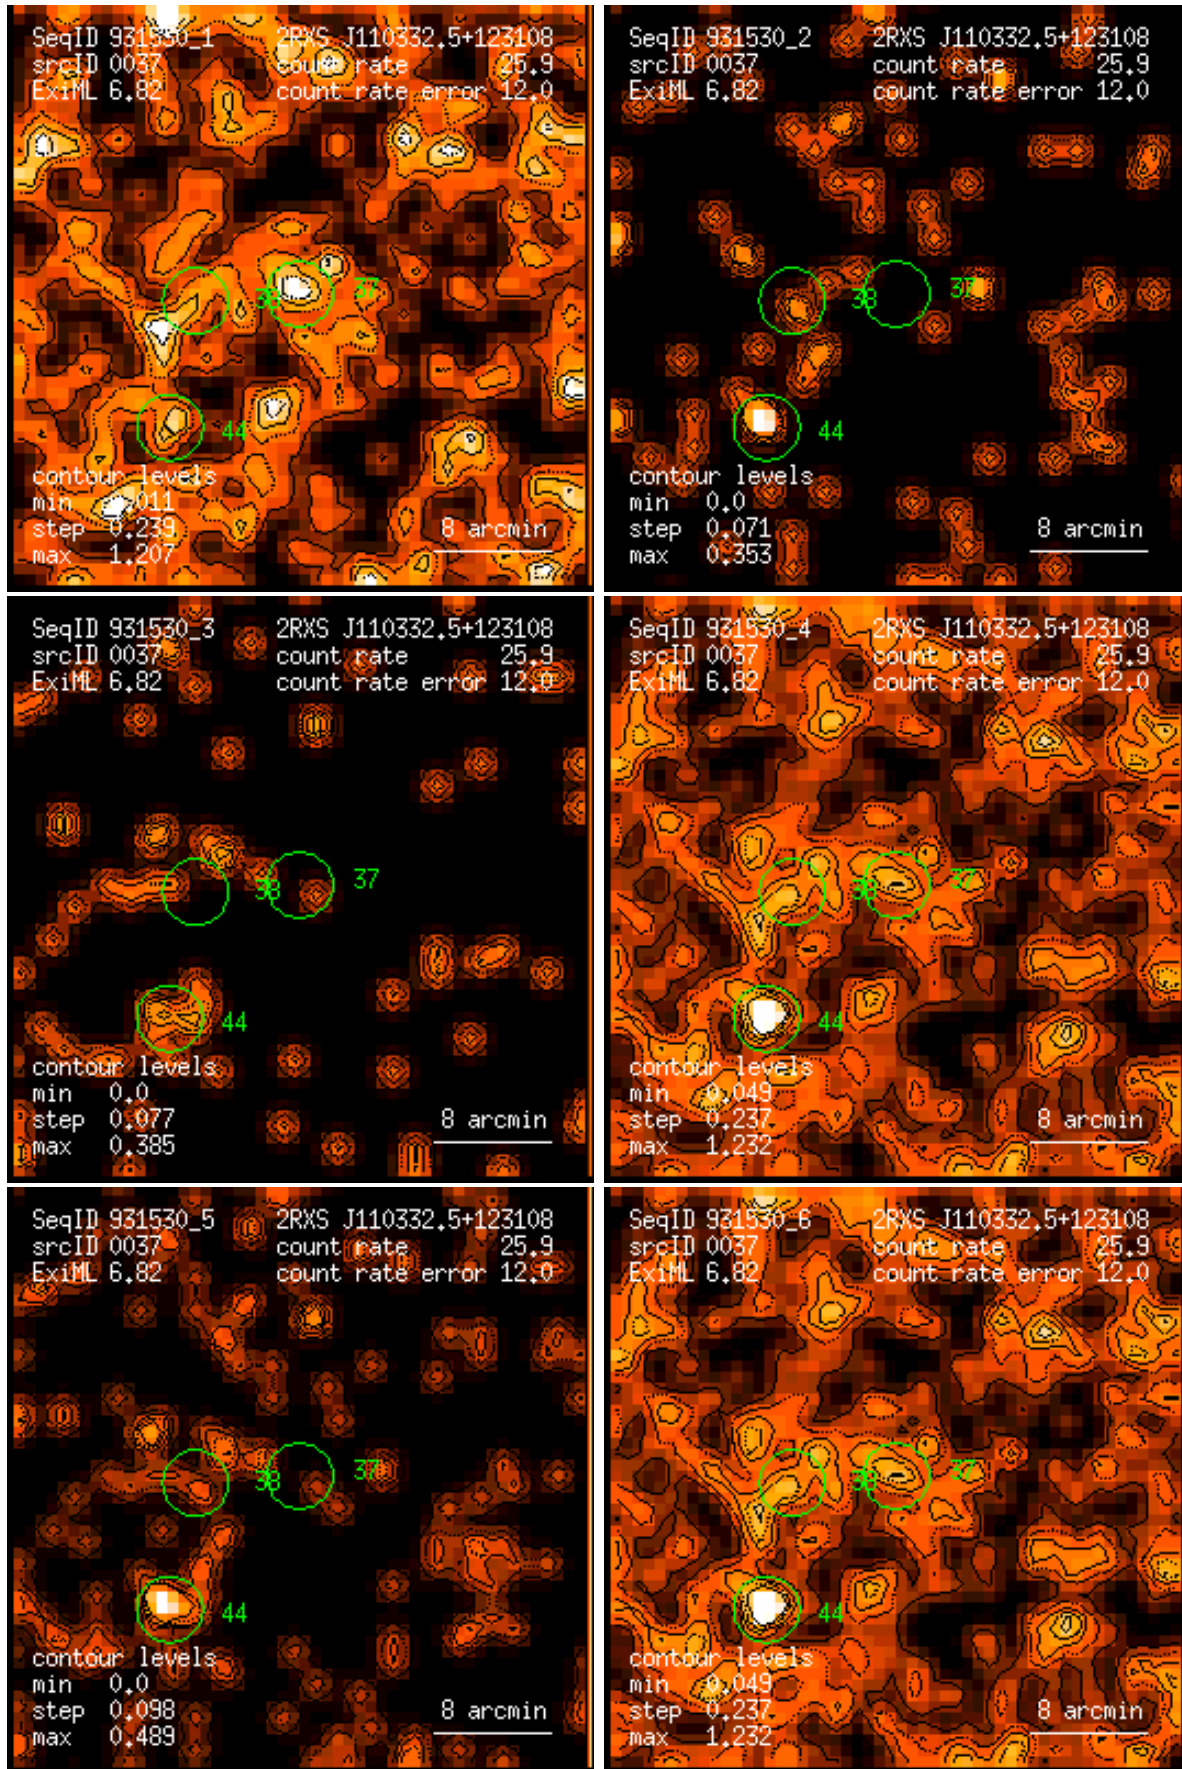 SeqID 931530_1 2RXS J110332.5+123108
srcID 0037 count rate 25.9
ExiML 6.82 count rate error 12.0
38 37
44
contour levels
min 0.011
step 0.239
max 1.207
8 arcmin
SeqID 931530_2 2RXS J110332.5+123108
srcID 0037 count rate 25.9
ExiML 6.82 count rate error 12.0
38 37
44
contour levels
min 0.0
step 0.071
max 0.353
8 arcmin
SeqID 931530_3 2RXS J110332.5+123108
srcID 0037 count rate 25.9
ExiML 6.82 count rate error 12.0
38 37
44
contour levels
min 0.0
step 0.077
max 0.385
8 arcmin
SeqID 931530_4 2RXS J110332.5+123108
srcID 0037 count rate 25.9
ExiML 6.82 count rate error 12.0
38 37
44
contour levels
min 0.049
step 0.237
max 1.232
8 arcmin
SeqID 931530_5 2RXS J110332.5+123108
srcID 0037 count rate 25.9
ExiML 6.82 count rate error 12.0
38 37
44
contour levels
min 0.0
step 0.098
max 0.489
8 arcmin
SeqID 931530_6 2RXS J110332.5+123108
srcID 0037 count rate 25.9
ExiML 6.82 count rate error 12.0
38 37
44
contour levels
min 0.049
step 0.237
max 1.232
8 arcmin